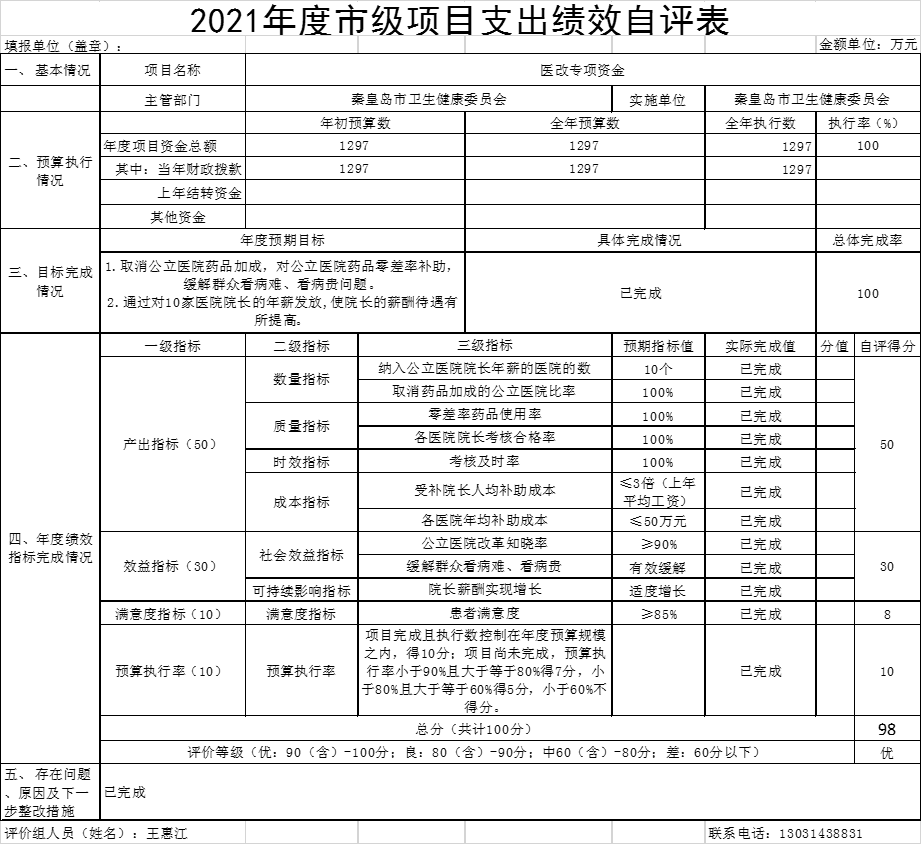 2021年度市级项目支出绩效自评表
填报单位（盖章）： 金额单位：万元
一、 基本情况 项目名称 医改专项资金
主管部门 秦皇岛市卫生健康委员会 实施单位 秦皇岛市卫生健康委员会
二、预算执行情况 年初预算数 全年预算数 全年执行数 执行率（%）
年度项目资金总额 1297 1297 1297 100
其中：当年财政拨款 1297 1297 1297
上年结转资金
其他资金
三、目标完成情况 年度预期目标 具体完成情况 总体完成率
1.取消公立医院药品加成，对公立医院药品零差率补助，
缓解群众看病难、看病贵问题。
2.通过对10家医院院长的年薪发放,使院长的薪酬待遇有
所提高。
已完成 100
四、年度绩效
指标完成情况
一级指标 二级指标 三级指标 预期指标值 实际完成值 分值 自评得分
产出指标（50） 数量指标 纳入公立医院院长年薪的医院的数 10个 已完成 50
取消药品加成的公立医院比率 100% 已完成
质量指标 零差率药品使用率 100% 已完成
各医院院长考核合格率 100% 已完成
时效指标 考核及时率 100% 已完成
成本指标 受补院长人均补助成本 ≤3倍（上年
平均工资） 已完成
各医院年均补助成本 ≤50万元 已完成
效益指标（30） 社会效益指标 公立医院改革知晓率 ≥90% 已完成 30
缓解群众看病难、看病贵 有效缓解 已完成
可持续影响指标 院长薪酬实现增长 适度增长 已完成
满意度指标（10） 满意度指标 患者满意度 ≥85% 已完成 8
预算执行率（10） 预算执行率 项目完成且执行数控制在年度预算规模
之内，得10分；项目尚未完成，预算执
行率小于90%且大于等于80%得7分，小
于80%且大于等于60%得5分，小于60%不
得分。
已完成 10
总分（共计100分） 98
评价等级（优：90（含）-100分；良：80（含）-90分；中60（含）-80分；差：60分以下） 优
五、 存在问题
、原因及下一
步整改措施
已完成
评价组人员（姓名）：王惠江 联系电话：13031438831